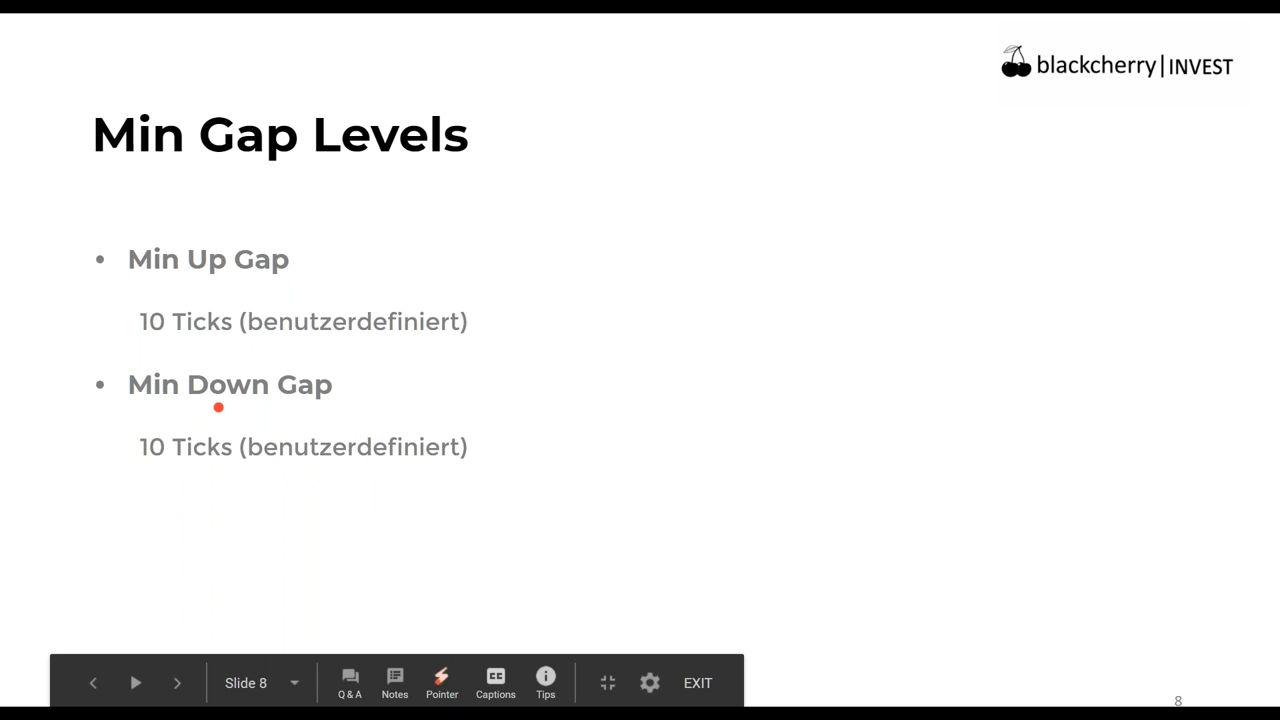 blackcherry|INVEST
Min Gap Levels
• Min Up Gap
10 Ticks (benutzerdefiniert)
• Min Down Gap
10 Ticks (benutzerdefiniert)
Slide 8
Q & A
Notes
Pointer
Captions
Tips
EXIT
8